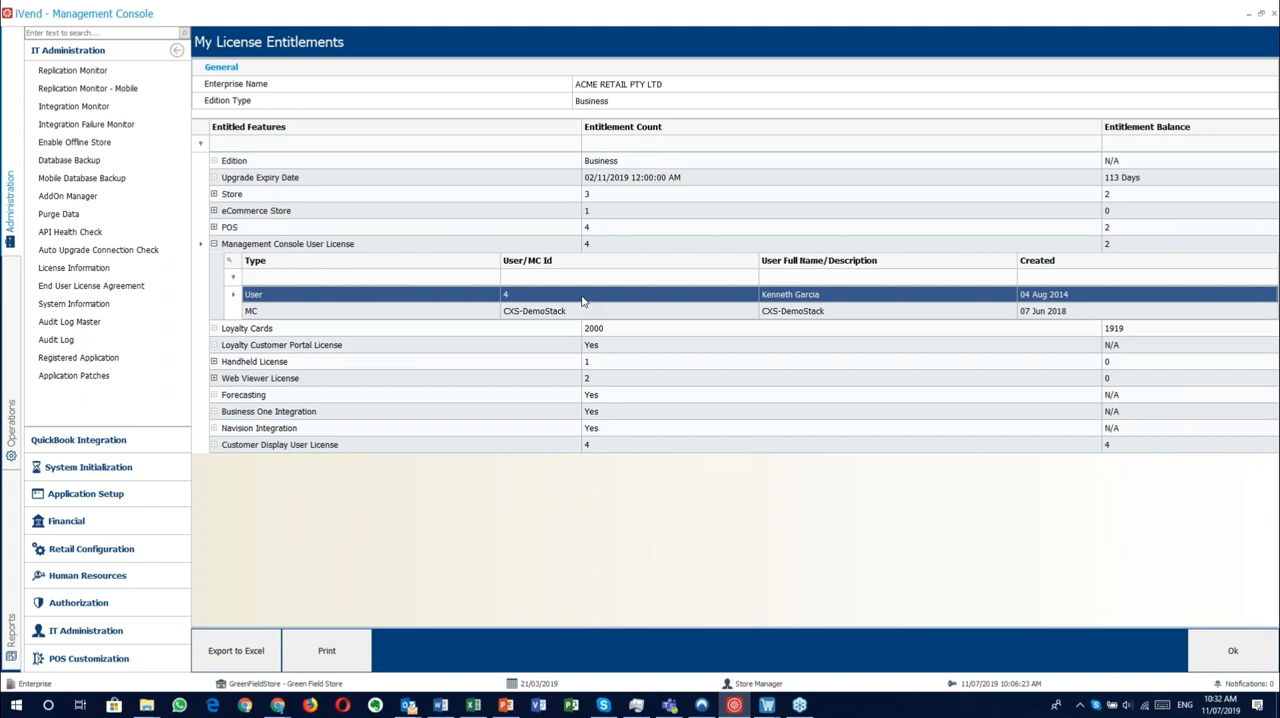 iVend - Management Console
Enter text to search...
IT Administration
Replication Monitor
Replication Monitor - Mobile
Integration Monitor
Integration Failure Monitor
Enable Offline Store
Database Backup
Mobile Database Backup
AddOn Manager
Purge Data
API Health Check
Auto Upgrade Connection Check
License Information
End User License Agreement
System Information
Audit Log Master
Audit Log
Registered Application
Application Patches
QuickBook Integration
System Initialization
Application Setup
Financial
Retail Configuration
Human Resources
Authorization
IT Administration
POS Customization
Administration
Operations
Reports
My License Entitlements
General
Enterprise Name ACME RETAIL PTY LTD
Edition Type Business
Entitled Features Entitlement Count Entitlement Balance
Edition Business N/A
Upgrade Expiry Date 02/11/2019 12:00:00 AM 113 Days
Store 3 2
eCommerce Store 1 0
POS 4 2
Management Console User License 4 2
Type User/MC Id User Full Name/Description Created
User 4 Kenneth Garcia 04 Aug 2014
MC CXS-DemoStack CXS-DemoStack 07 Jun 2018
Loyalty Cards 2000 1919
Loyalty Customer Portal License Yes N/A
Handheld License 1 0
Web Viewer License 2 0
Forecasting Yes N/A
Business One Integration Yes N/A
Navision Integration Yes N/A
Customer Display User License 4 4
Export to Excel Print Ok
Enterprise GreenFieldStore - Green Field Store 21/03/2019 Store Manager 11/07/2019 10:06:23 AM Notifications: 0
ENG
10:32 AM
11/07/2019